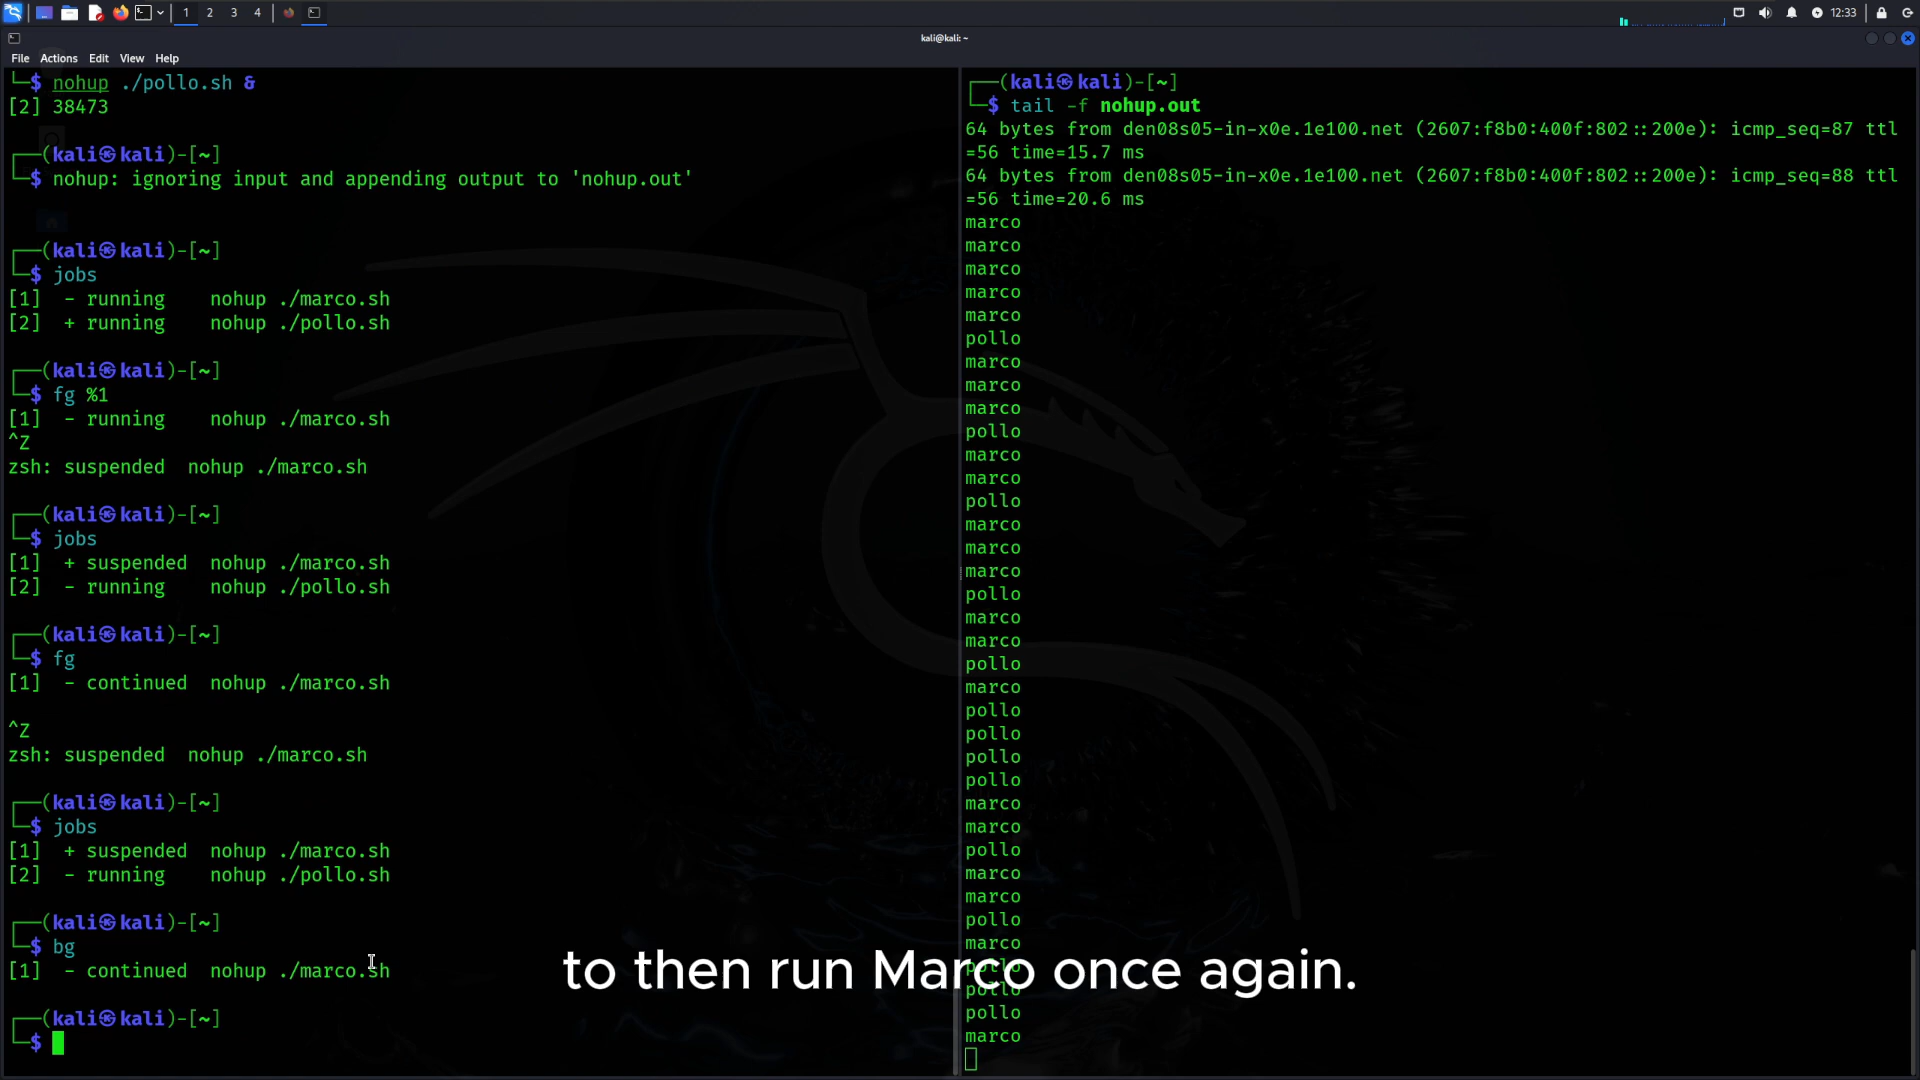 1 2 3 4
12:33
kali@kali: ~
File Actions Edit View Help
└─$ nohup ./pollo.sh &
[2] 38473
┌──(kali㉿kali)-[~]
└─$ nohup: ignoring input and appending output to 'nohup.out'
┌──(kali㉿kali)-[~]
└─$ jobs
[1]  - running    nohup ./marco.sh
[2]  + running    nohup ./pollo.sh
┌──(kali㉿kali)-[~]
└─$ fg %1
[1]  - running    nohup ./marco.sh
^Z
zsh: suspended  nohup ./marco.sh
┌──(kali㉿kali)-[~]
└─$ jobs
[1]  + suspended  nohup ./marco.sh
[2]  - running    nohup ./pollo.sh
┌──(kali㉿kali)-[~]
└─$ fg
[1]  - continued  nohup ./marco.sh
^Z
zsh: suspended  nohup ./marco.sh
┌──(kali㉿kali)-[~]
└─$ jobs
[1]  + suspended  nohup ./marco.sh
[2]  - running    nohup ./pollo.sh
┌──(kali㉿kali)-[~]
└─$ bg
[1]  - continued  nohup ./marco.sh
┌──(kali㉿kali)-[~]
└─$
┌──(kali㉿kali)-[~]
└─$ tail -f nohup.out
64 bytes from den08s05-in-x0e.1e100.net (2607:f8b0:400f:802::200e): icmp_seq=87 ttl
=56 time=15.7 ms
64 bytes from den08s05-in-x0e.1e100.net (2607:f8b0:400f:802::200e): icmp_seq=88 ttl
=56 time=20.6 ms
marco
marco
marco
marco
marco
pollo
marco
marco
marco
pollo
marco
marco
pollo
marco
marco
marco
pollo
marco
marco
pollo
marco
pollo
pollo
pollo
pollo
marco
marco
pollo
marco
marco
pollo
marco
pollo
pollo
pollo
marco
to then run Marco once again.